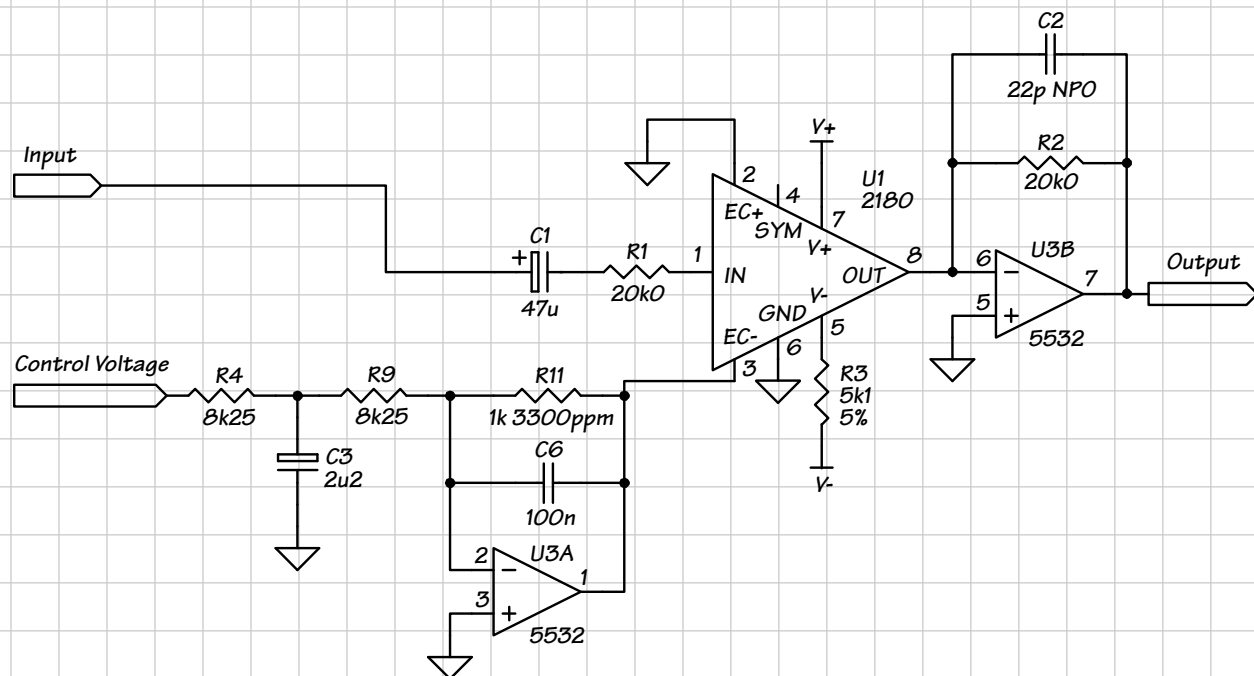 C2
22p NPO
Input
V+
R2
20k0
2
U1
2180
4
EC+
SYM
7
V+
C1
+
R1
1
IN
OUT
8
6
U3B
Output
47u
20k0
V-
7
GND
5
5
5532
EC-
6
3
Control Voltage
R4
R9
R11
R3
5k1
5%
8k25
8k25
1k 3300ppm
C3
2u2
C6
V-
100n
2
U3A
1
3
5532